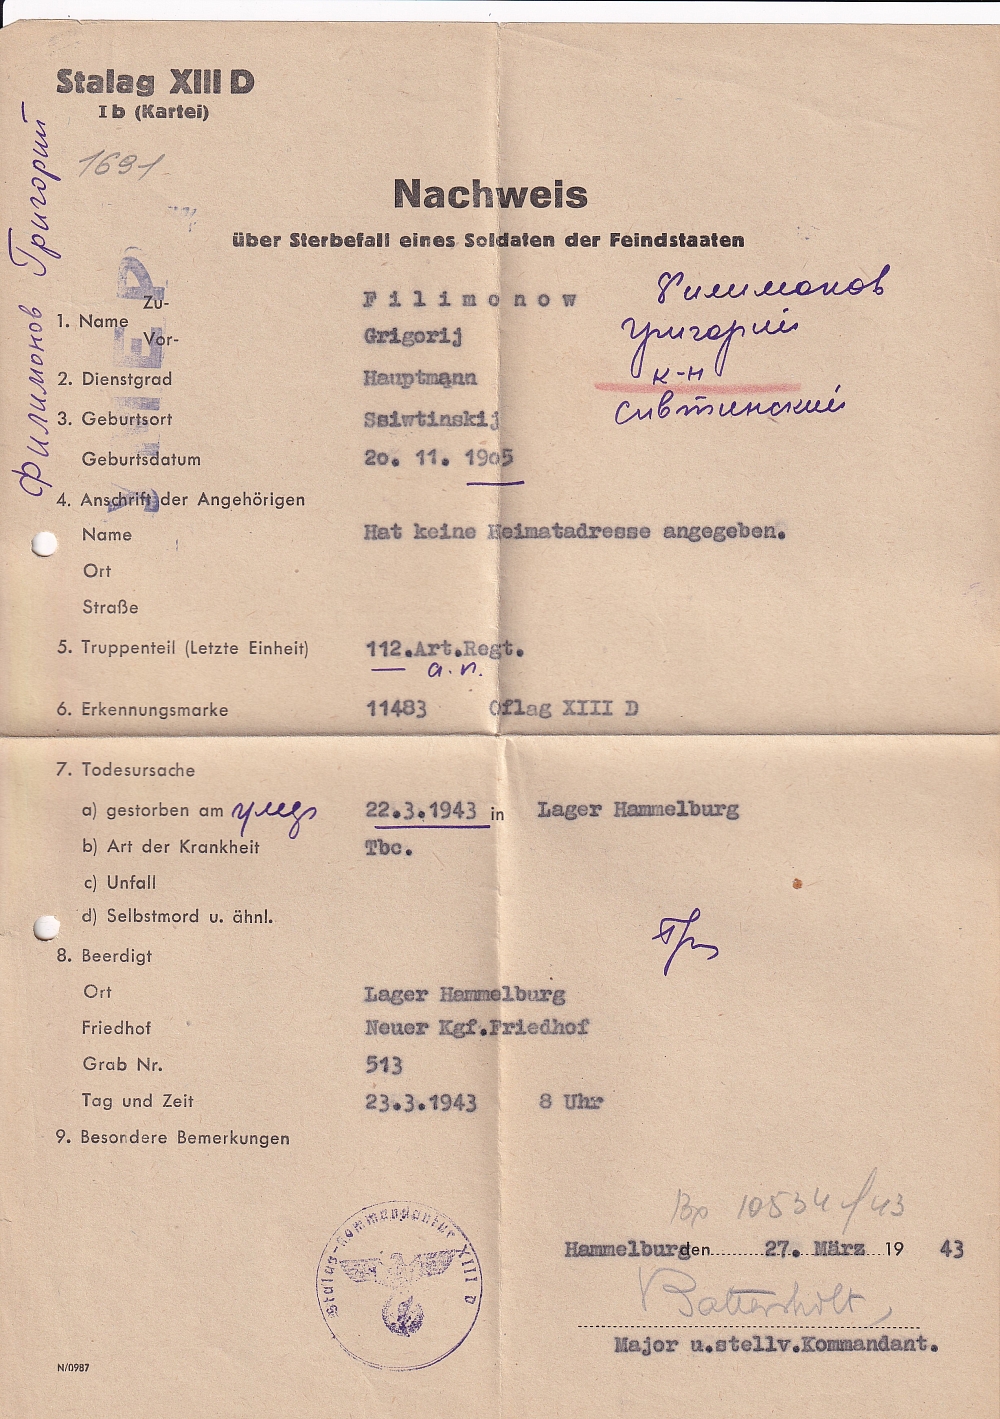 Stalag XIII D
I b (Kartei)
1691
Филимонов Григорий
УМЕР
Nachweis
über Sterbefall eines Soldaten der Feindstaaten
1. Name
Zu- Filimonow
Филимонов
Vor- Grigorij
Григорий
2. Dienstgrad Hauptmann
к-н
3. Geburtsort Ssiwtinskij
Сивтинский
Geburtsdatum 20. 11. 1905
4. Anschrift der Angehörigen
Name Hat keine Heimatadresse angegeben.
Ort
Straße
5. Truppenteil (Letzte Einheit) 112.Art.Regt.
а.п.
6. Erkennungsmarke 11483 Oflag XIII D
7. Todesursache
a) gestorben am 22.3.1943 in Lager Hammelburg
b) Art der Krankheit Tbc.
c) Unfall
d) Selbstmord u. ähnl.
8. Beerdigt
Ort Lager Hammelburg
Friedhof Neuer Kgf.Friedhof
Grab Nr. 513
Tag und Zeit 23.3.1943 8 Uhr
9. Besondere Bemerkungen
10534/43
Hammelburg den 27. März 19 43
Major u.stellv.Kommandant.
Stalag-Kommandantur XIII D
N/0987